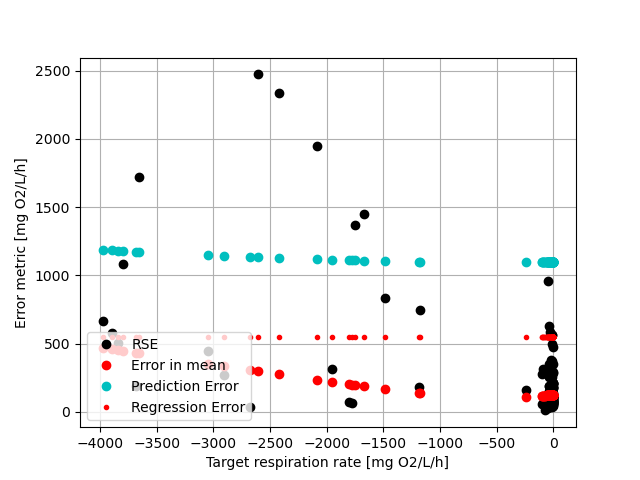 2500
2000
1500
1000
500
0
Error metric [mg O2/L/h]
RSE
Error in mean
Prediction Error
Regression Error
−4000 −3500 −3000 −2500 −2000 −1500 −1000 −500 0
Target respiration rate [mg O2/L/h]